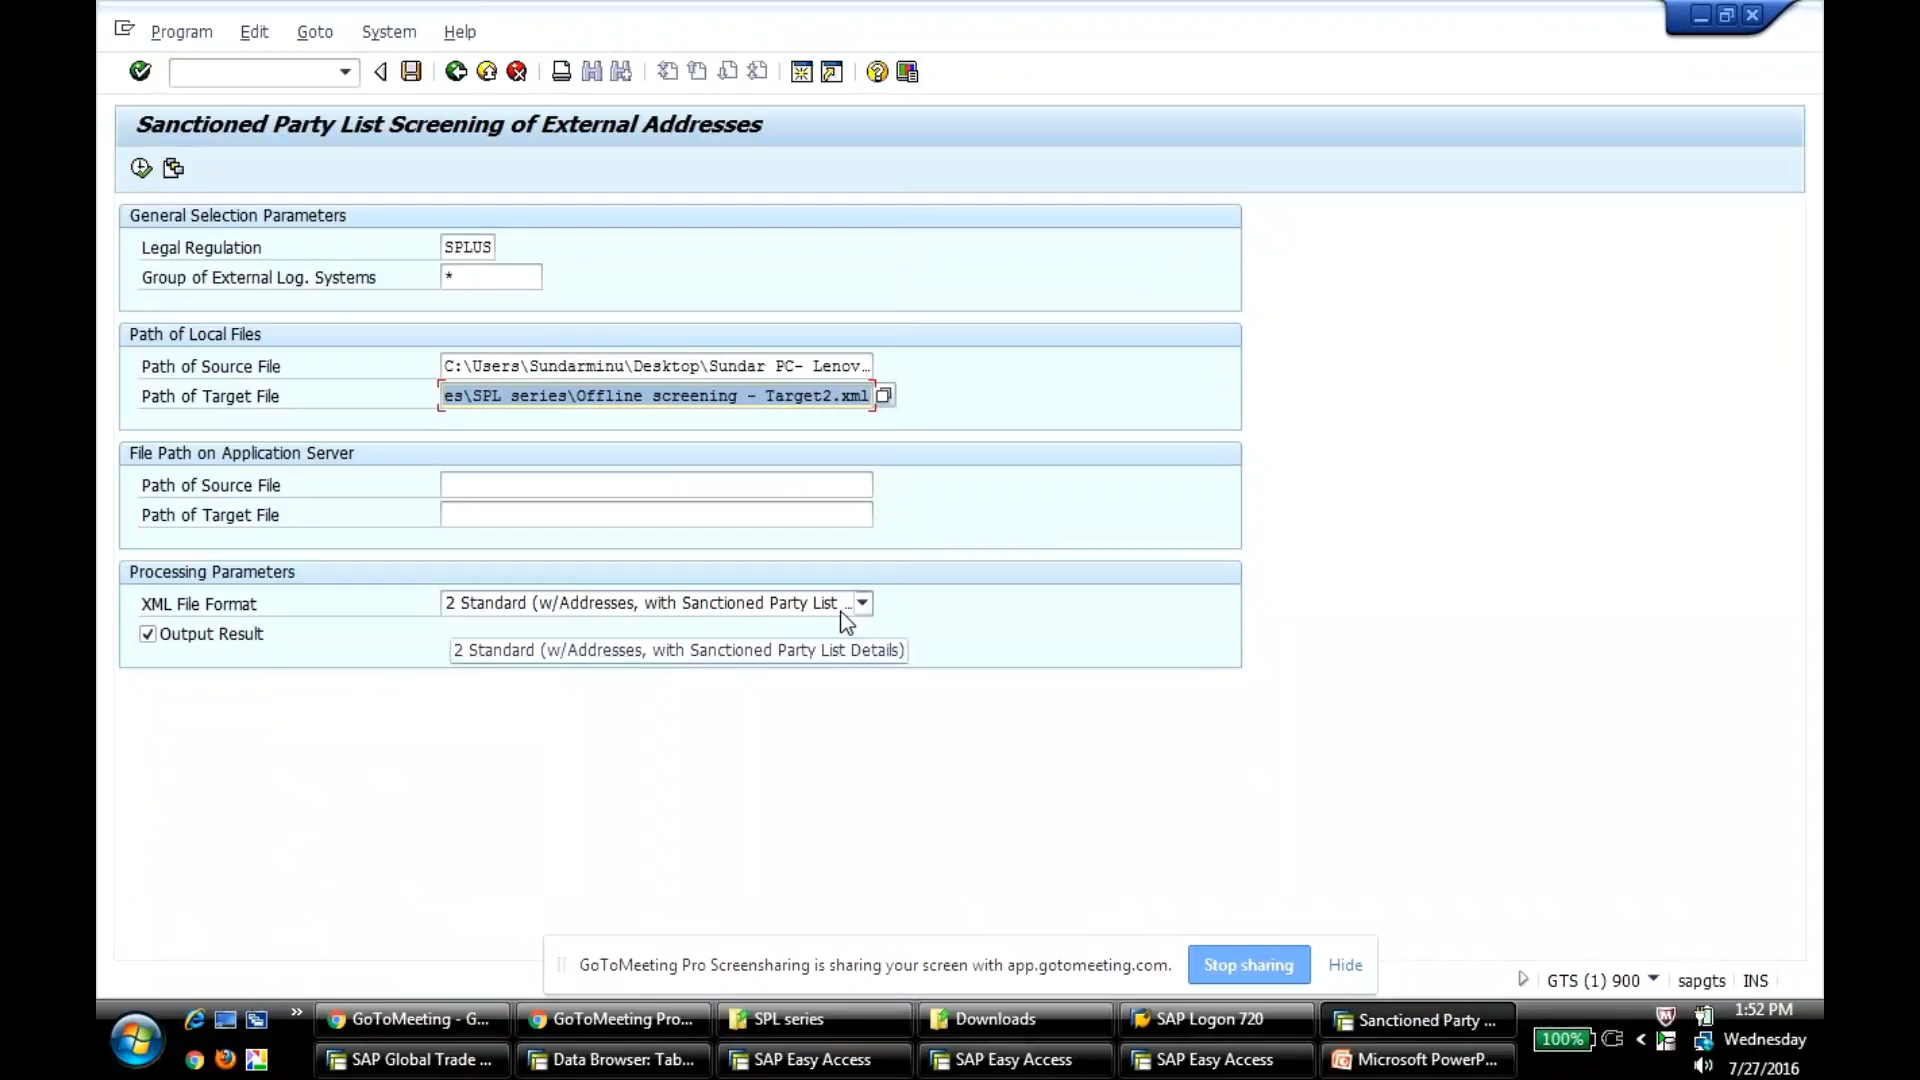 Program Edit Goto System Help
Sanctioned Party List Screening of External Addresses
General Selection Parameters
Legal Regulation SPLUS
Group of External Log. Systems *
Path of Local Files
Path of Source File C:\Users\Sundarminu\Desktop\Sundar PC- Lenov…
Path of Target File es\SPL series\Offline screening - Target2.xml
File Path on Application Server
Path of Source File
Path of Target File
Processing Parameters
XML File Format 2 Standard (w/Addresses, with Sanctioned Party List …
Output Result
2 Standard (w/Addresses, with Sanctioned Party List Details)
GoToMeeting Pro Screensharing is sharing your screen with app.gotomeeting.com. Stop sharing Hide
GTS (1) 900 sapgts INS
» GoToMeeting - G... GoToMeeting Pro... SPL series Downloads SAP Logon 720 Sanctioned Party ... 1:52 PM
100% < Wednesday
SAP Global Trade ... Data Browser: Tab... SAP Easy Access SAP Easy Access SAP Easy Access Microsoft PowerP... 7/27/2016